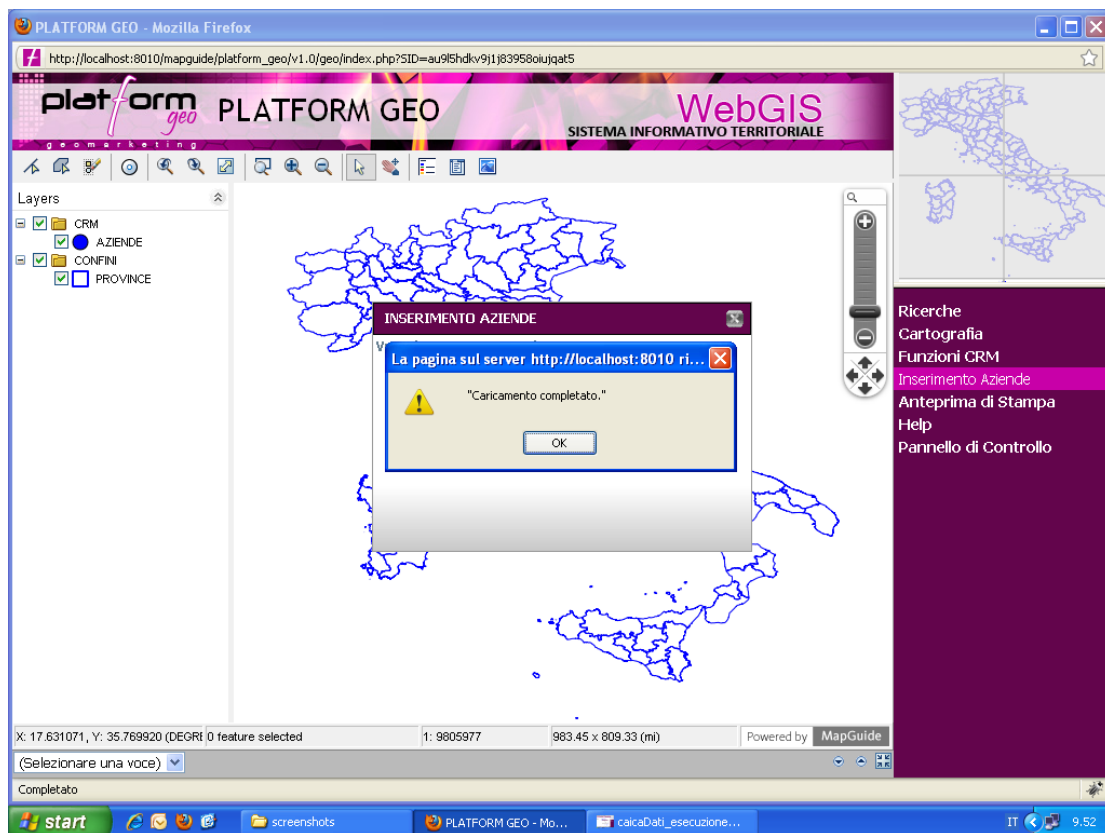 PLATFORM GEO - Mozilla Firefox
http://localhost:8010/mapguide/platform_geo/v1.0/geo/index.php?SID=au9l5hdkv9j1j83958oiujqat5
platform geo
geomarketing
PLATFORM GEO
WebGIS
SISTEMA INFORMATIVO TERRITORIALE
Layers
CRM
AZIENDE
CONFINI
PROVINCE
INSERIMENTO AZIENDE
La pagina sul server http://localhost:8010 ri...
"Caricamento completato."
OK
Ricerche
Cartografia
Funzioni CRM
Inserimento Aziende
Anteprima di Stampa
Help
Pannello di Controllo
X: 17.631071, Y: 35.769920 (DEGRE
0 feature selected
1: 9805977
983.45 x 809.33 (mi)
Powered by MapGuide
(Selezionare una voce)
Completato
start
screenshots
PLATFORM GEO - Mo...
caicaDati_esecuzione...
IT
9.52